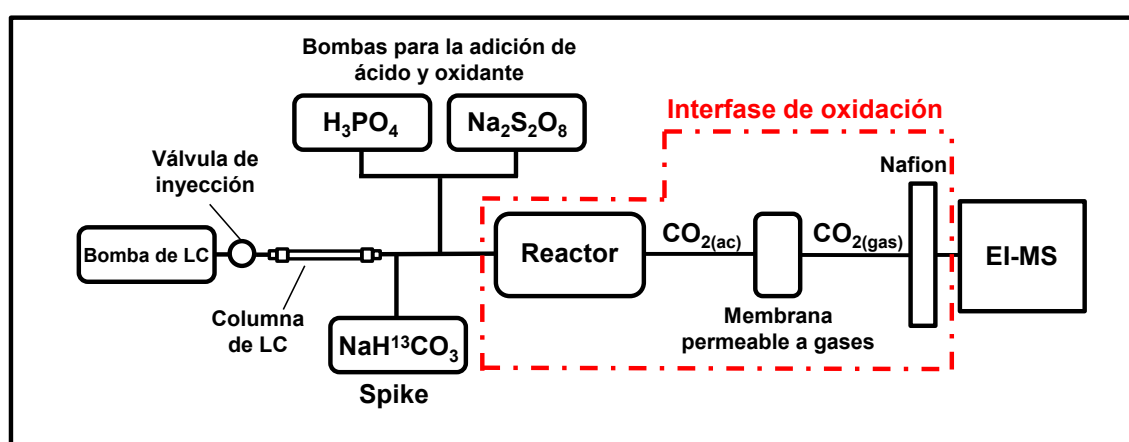 Bombas para la adición de
ácido y oxidante
H₃PO₄
Na₂S₂O₈
Interfase de oxidación
Válvula de
inyección
Nafion
Bomba de LC
Reactor
CO₂(ac)
CO₂(gas)
EI-MS
Columna
de LC
NaH¹³CO₃
Spike
Membrana
permeable a gases